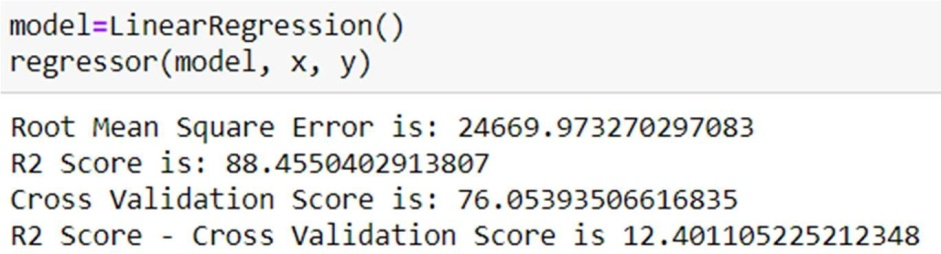 model=LinearRegression()
regressor(model, x, y)
Root Mean Square Error is: 24669.973270297083
R2 Score is: 88.4550402913807
Cross Validation Score is: 76.05393506616835
R2 Score - Cross Validation Score is 12.401105225212348